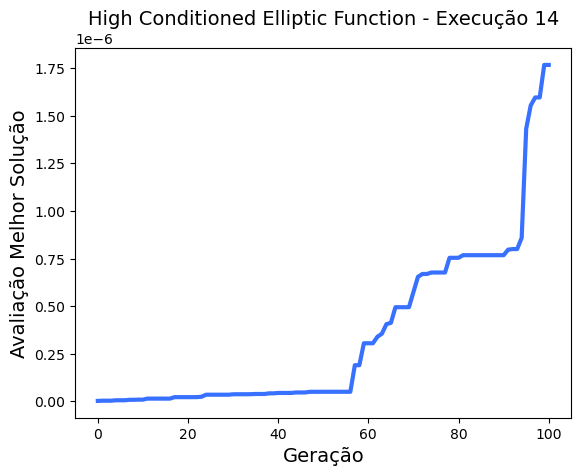 High Conditioned Elliptic Function - Execução 14
1e−6
1.75
1.50
1.25
1.00
0.75
0.50
0.25
0.00
Avaliação Melhor Solução
0 20 40 60 80 100
Geração